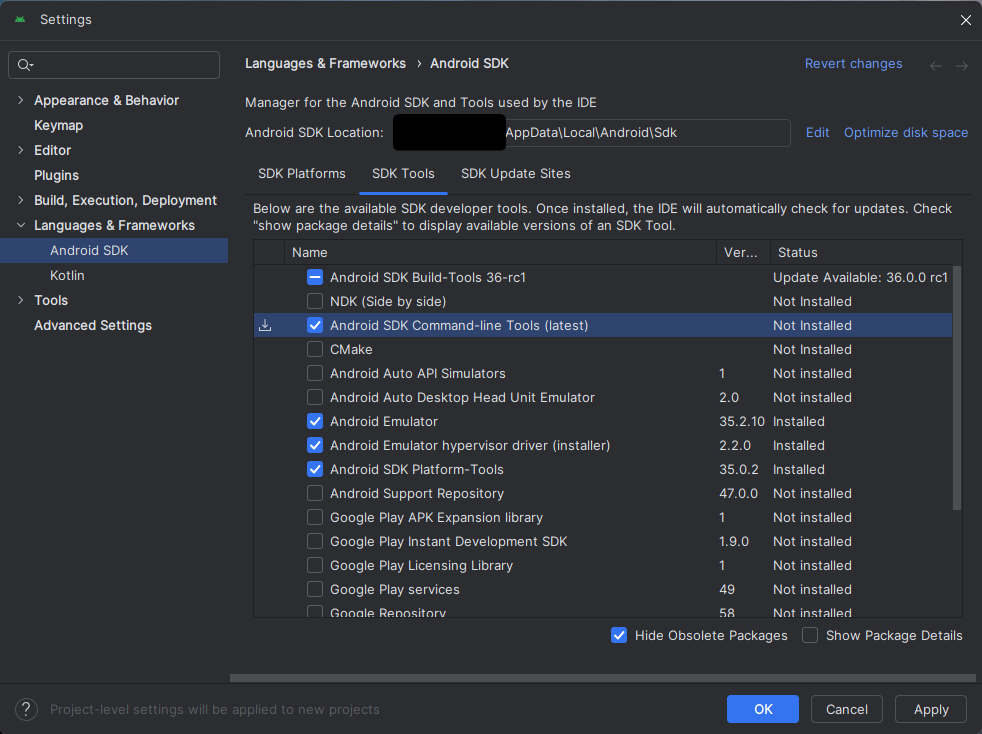 Settings
Languages & Frameworks › Android SDK
Revert changes
Appearance & Behavior
Keymap
Editor
Plugins
Build, Execution, Deployment
Languages & Frameworks
Android SDK
Kotlin
Tools
Advanced Settings
Manager for the Android SDK and Tools used by the IDE
Android SDK Location: AppData\Local\Android\Sdk Edit Optimize disk space
SDK Platforms SDK Tools SDK Update Sites
Below are the available SDK developer tools. Once installed, the IDE will automatically check for updates. Check
"show package details" to display available versions of an SDK Tool.
Name Ver... Status
Android SDK Build-Tools 36-rc1 Update Available: 36.0.0 rc1
NDK (Side by side) Not Installed
Android SDK Command-line Tools (latest) Not Installed
CMake Not Installed
Android Auto API Simulators 1 Not installed
Android Auto Desktop Head Unit Emulator 2.0 Not installed
Android Emulator 35.2.10 Installed
Android Emulator hypervisor driver (installer) 2.2.0 Installed
Android SDK Platform-Tools 35.0.2 Installed
Android Support Repository 47.0.0 Not installed
Google Play APK Expansion library 1 Not installed
Google Play Instant Development SDK 1.9.0 Not installed
Google Play Licensing Library 1 Not installed
Google Play services 49 Not installed
Google Repository 58 Not installed
Hide Obsolete Packages Show Package Details
? Project-level settings will be applied to new projects
OK Cancel Apply